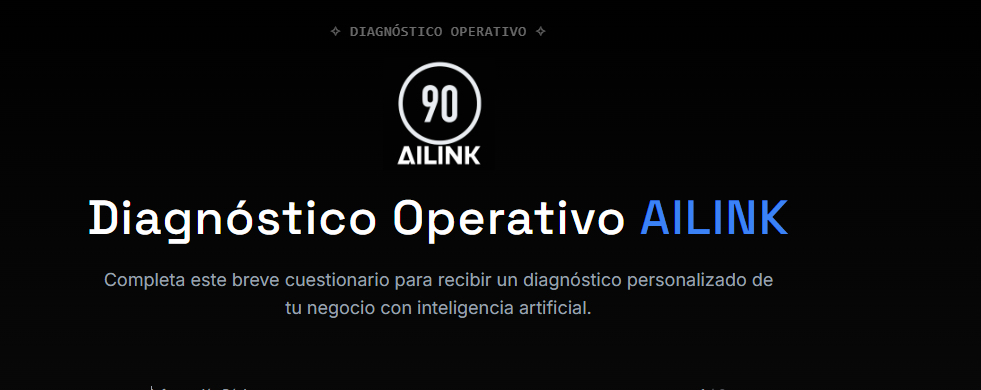 ✧ DIAGNÓSTICO OPERATIVO ✧
90
AILINK
Diagnóstico Operativo AILINK
Completa este breve cuestionario para recibir un diagnóstico personalizado de
tu negocio con inteligencia artificial.